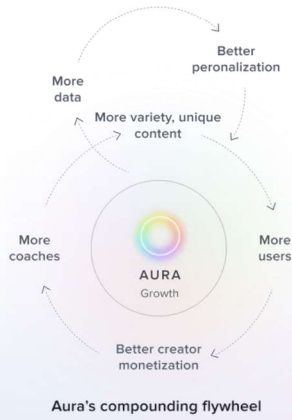 Better
peronalization
More
data
More variety, unique
content
More
coaches
More
users
AURA
Growth
Better creator
monetization
Aura's compounding flywheel